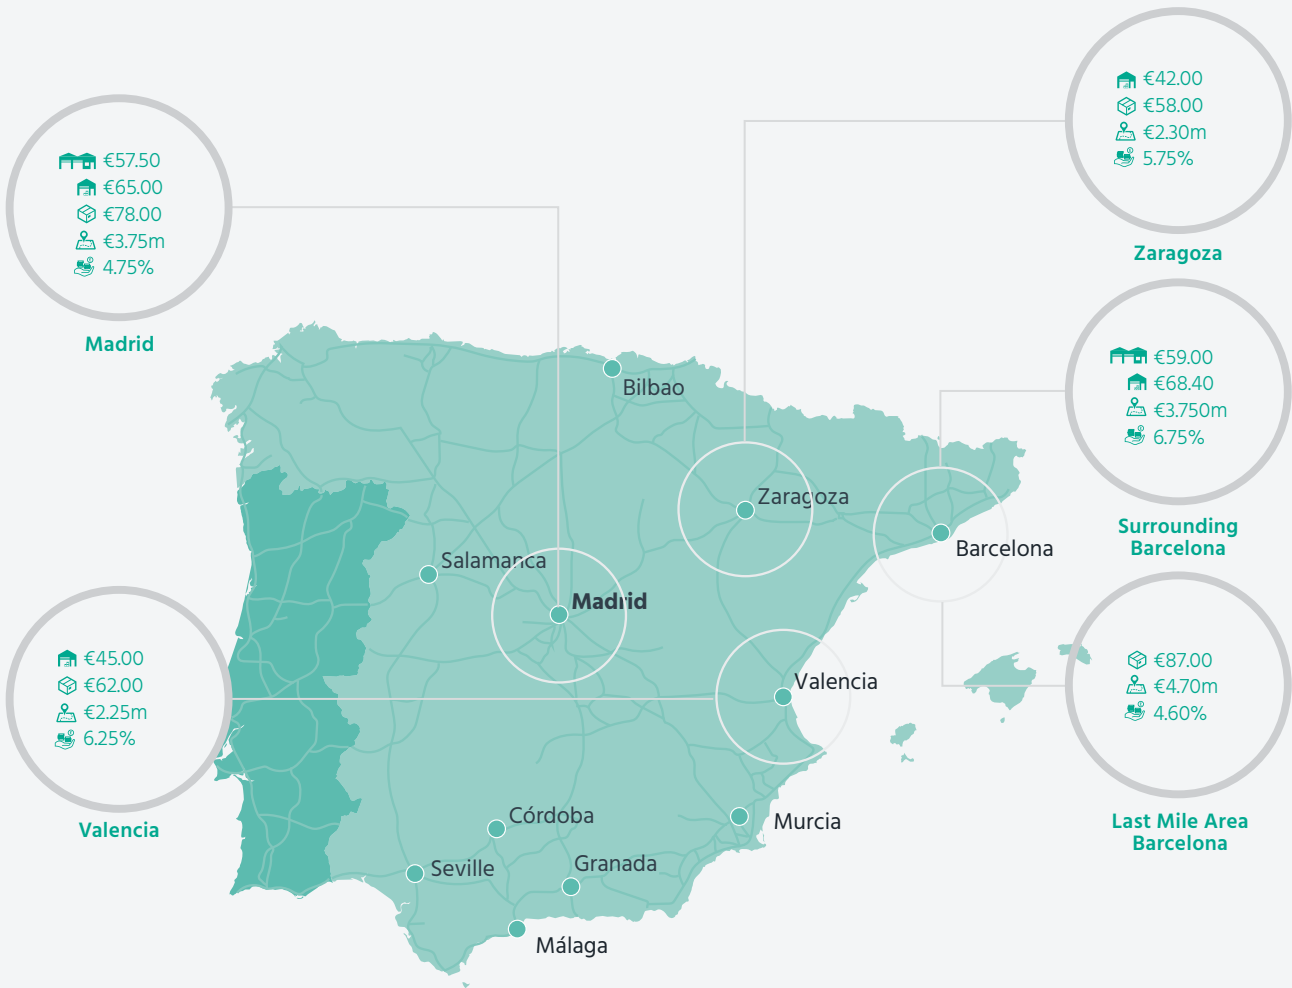 €42.00
€58.00
€2.30m
5.75%
Zaragoza
€57.50
€65.00
€78.00
€3.75m
4.75%
Madrid
€59.00
€68.40
€3.750m
6.75%
Surrounding
Barcelona
Bilbao
Zaragoza
Barcelona
Salamanca
Madrid
Valencia
€45.00
€62.00
€2.25m
6.25%
Valencia
€87.00
€4.70m
4.60%
Last Mile Area
Barcelona
Córdoba
Murcia
Seville
Granada
Málaga